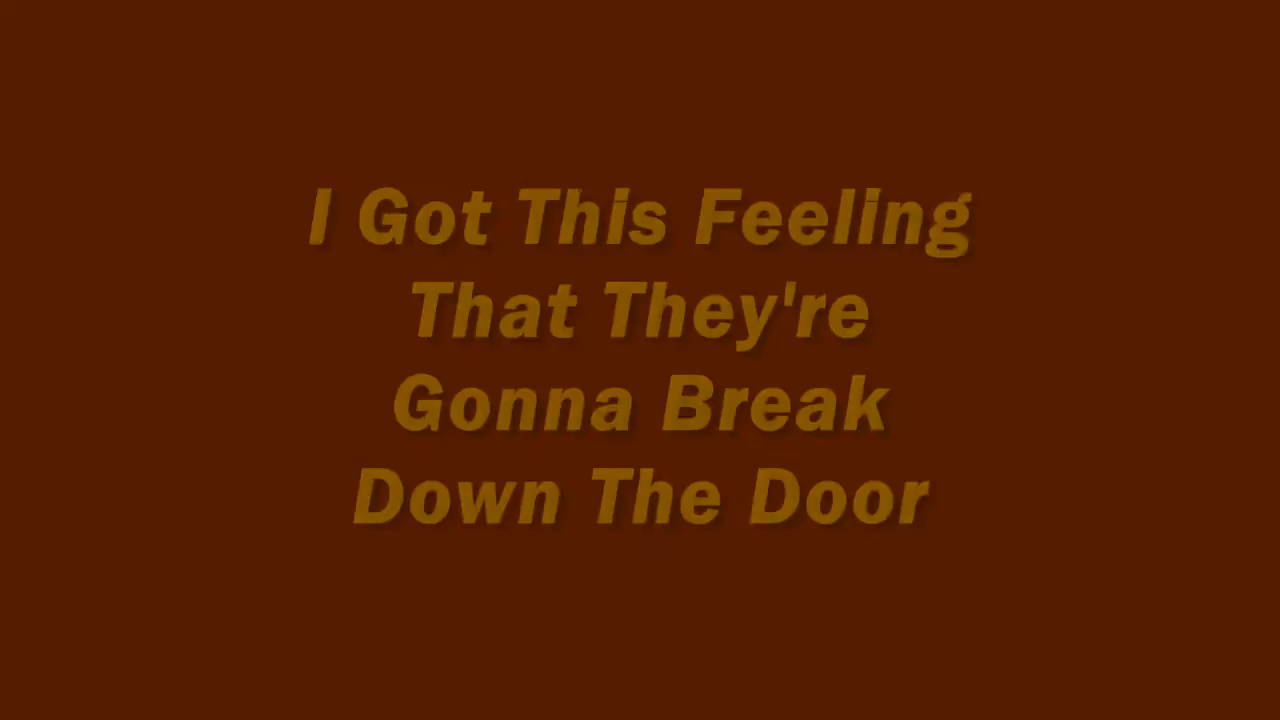 I Got This Feeling
That They're
Gonna Break
Down The Door